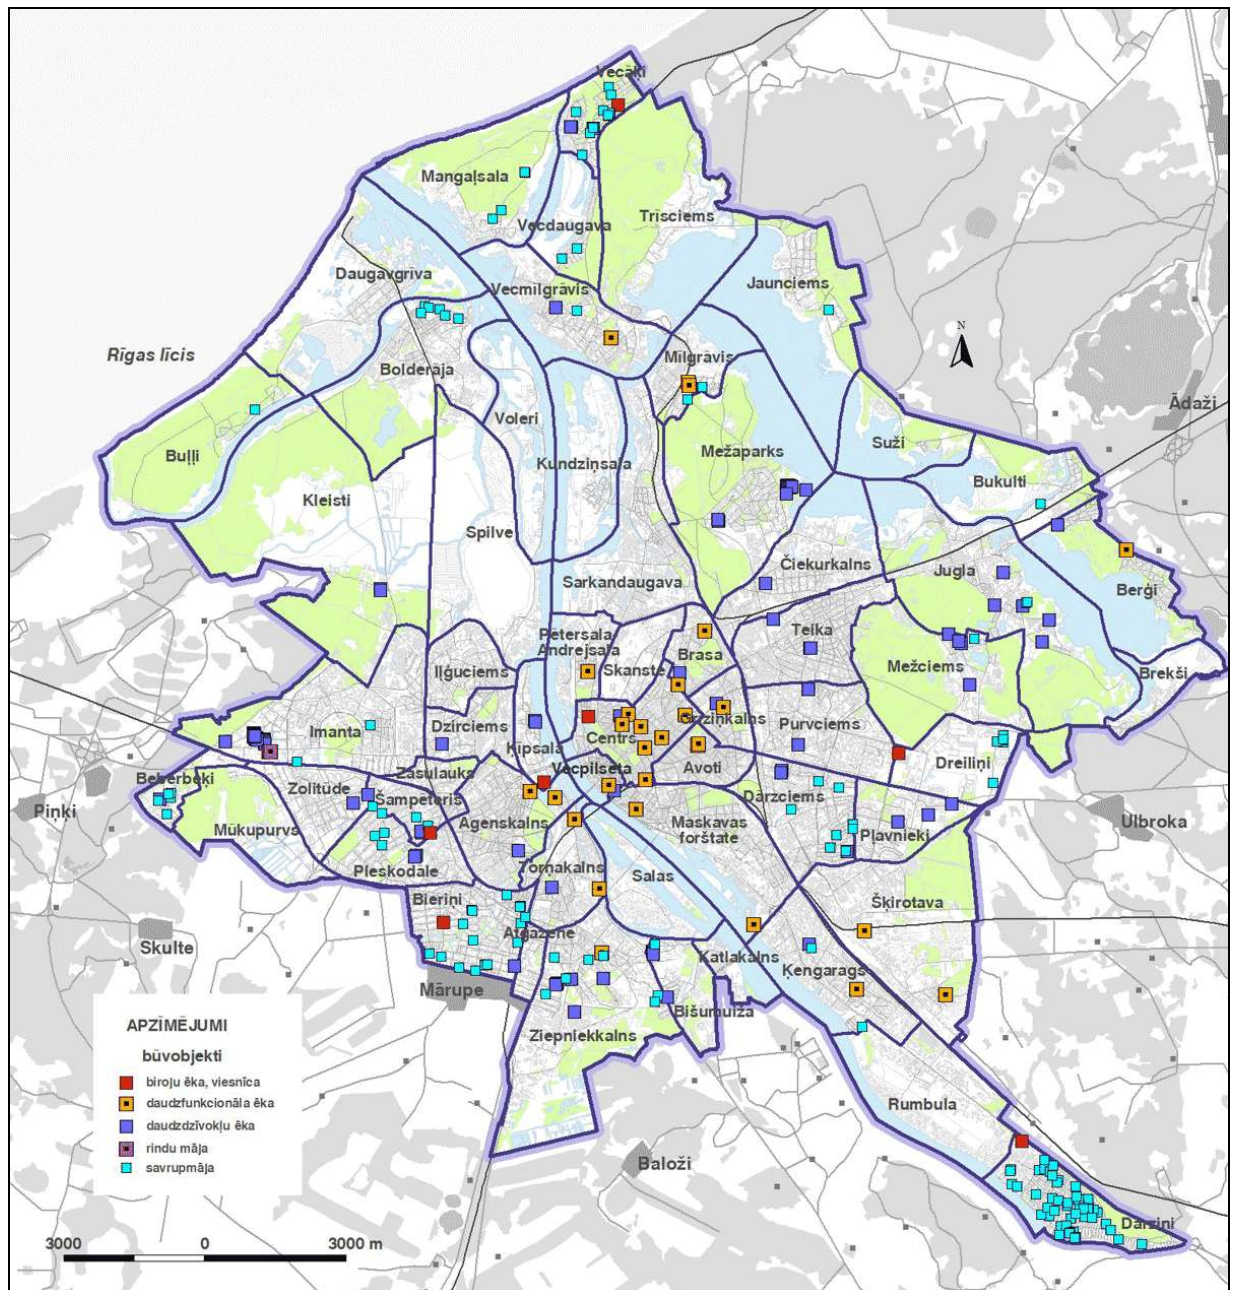 Vecāķi
Mangaļsala
Trīsciems
Vecdaugava
Daugavgrīva
Jaunciems
Vecmīlgrāvis
N
Rīgas līcis
Mīlgrāvis
Bolderāja
Ādaži
Voleri
Suži
Mežaparks
Buļļi
Kundziņsala
Bukulti
Kleisti
Spilve
Čiekurkalns
Jugla
Sarkandaugava
Berģi
Teika
Pētersala
Andrejsala
Brasa
Skanste
Mežciems
Iļģuciems
Brekši
Grīziņkalns
Purvciems
Dzirciems
Imanta
Centrs
Ķīpsala
Dreiliņi
Vecpilsēta
Avoti
Zasulauks
Beberbeķi
Zolitūde
Šampēteris
Dārzciems
Piņķi
Ulbroka
Āgenskalns
Maskavas
forštate
Mūkupurvs
Pļavnieki
Pleskodāle
Torņakalns
Salas
Bieriņi
Šķirotava
Atgāzene
Skulte
Katlakalns
Ķengarags
Mārupe
Bišumuiža
Ziepniekkalns
APZĪMĒJUMI
būvobjekti
biroju ēka, viesnīca
daudzfunkcionāla ēka
daudzdzīvokļu ēka
rindu māja
savrupmāja
Rumbula
Baloži
Dārziņi
3000 0 3000 m